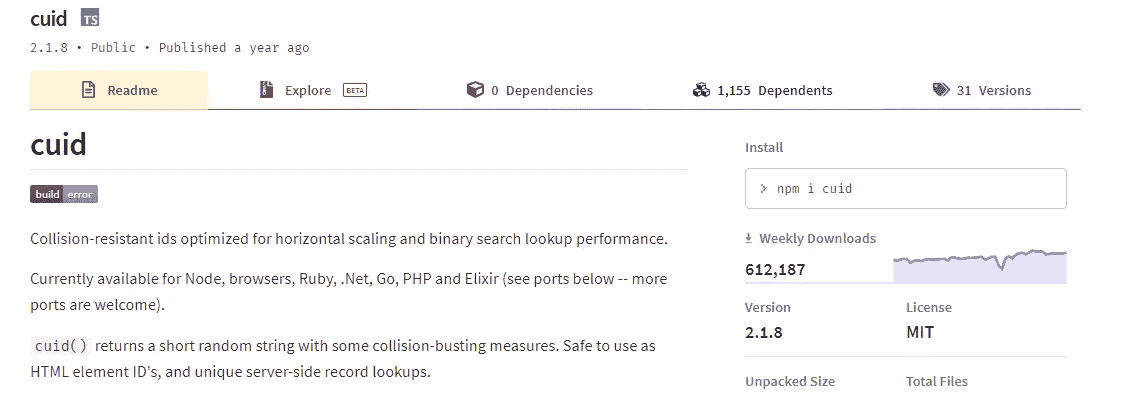 cuid TS
2.1.8 • Public • Published a year ago
Readme
Explore BETA
0 Dependencies
1,155 Dependents
31 Versions
cuid
build error
Collision-resistant ids optimized for horizontal scaling and binary search lookup performance.
Currently available for Node, browsers, Ruby, .Net, Go, PHP and Elixir (see ports below -- more
ports are welcome).
cuid() returns a short random string with some collision-busting measures. Safe to use as
HTML element ID's, and unique server-side record lookups.
Install
> npm i cuid
Weekly Downloads
612,187
Version
2.1.8
License
MIT
Unpacked Size
Total Files